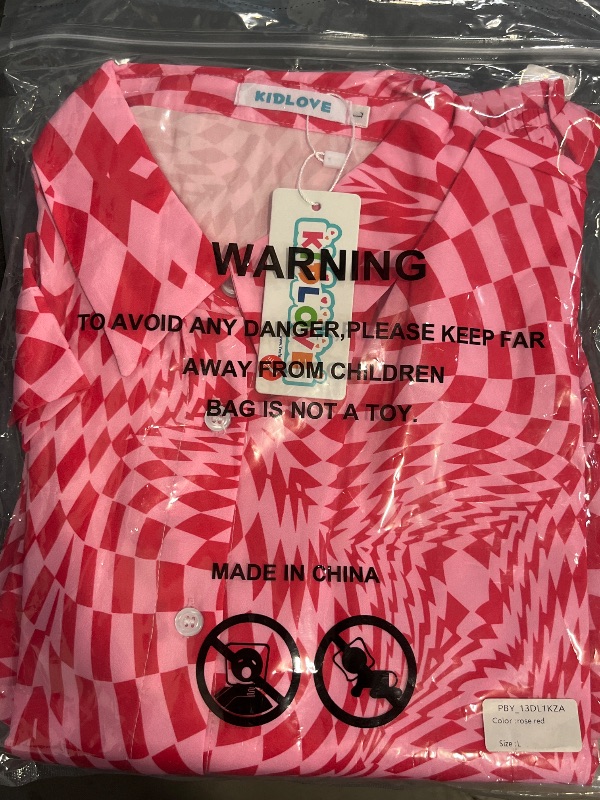 KIDLOVE
L
KIDLOVE
WARNING
TO AVOID ANY DANGER,PLEASE KEEP FAR
AWAY FROM CHILDREN
BAG IS NOT A TOY.
MADE IN CHINA
PBY_13DL1KZA
Color :rose red
Size :L